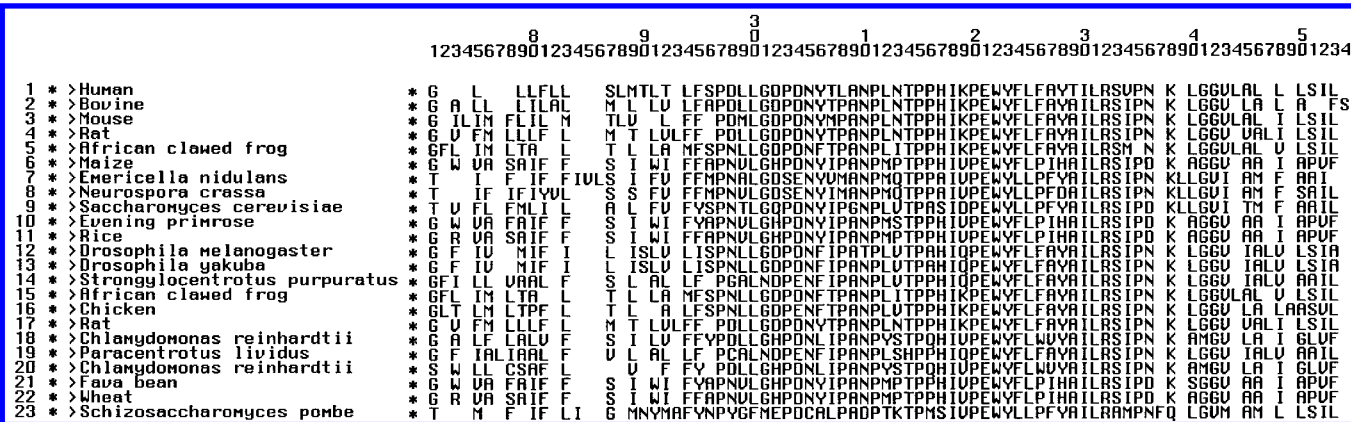 3
8 9 0 1 2 3 4 5
123456789012345678901234567890123456789012345678901234567890123456789012345678901234
1 * >Human * G L LLFLL SLMTLT LFSPDLLGDPDNYTLANPLNTPPHIKPEWYFLFAYTILRSVPN K LGGVLAL L LSIL
2 * >Bovine * G A LL LILAL M L LV LFAPDLLGDPDNYTPANPLNTPPHIKPEWYFLFAYAILRSIPN K LGGVLA L A FS
3 * >Mouse * G ILIM FLIL M TLV L FF PDMLGDPDNYMPANPLNTPPHIKPEWYFLFAYAILRSIPN K LGGVLAL I LSIL
4 * >Rat * G V FM LLLF L M T LVLFF PDLLGDPDNYTPANPLNTPPHIKPEWYFLFAYAILRSIPN K LGGV VALI LSIL
5 * >African clawed frog * GFL IM LTA L T L LA MFSPNLLGDPDNFTPANPLITPPHIKPEWYFLFAYAILRSM N K LGGVLAL V LSIL
6 * >Maize * G W VA SAIF F S I WI FFAPNVLGHPDNYIPANPMPTPPHIVPEWYFLPIHAILRSIPD K AGGV AA I APVF
7 * >Emericella nidulans * T IF F IF FIVLS I FV FFMPNALGDSENYVMANPMQTPPAIVPEWYLLPFYAILRSIPN KLLGVI AM F AAI
8 * >Neurospora crassa * T IF IFIYVL S S FV FFMPNVLGDSENYIMANPMQTPPAIVPEWYLLPFDAILRSIPN KLLGVI AM F SAIL
9 * >Saccharomyces cerevisiae * T V FL FMLI L A L FV FYSPNTLGQPDNYIPGNPLVTPASIDPEWYLLPFYAILRSIPD KLLGVI TM F AAIL
10 * >Evening primrose * G W VA FAIF F S I WI FYAPNVLGHPDNYIPANPMSTPPHIVPEWYFLPIHAILRSIPD K AGGV AA I APVF
11 * >Rice * G R VA SAIF F S I WI FFAPNVLGHPDNYIPANPMPTPPHIVPEWYFLPIHAILRSIPD K AGGV AA I APVF
12 * >Drosophila melanogaster * G F IV MIF I L ISLV LISPNLLGDPDNFIPATPLVTPAHIQPEWYFLFAYAILRSIPN K LGGV IALV LSIA
13 * >Drosophila yakuba * G F IV MIF I L ISLV LISPNLLGDPDNFIPANPLVTPAHIQPEWYFLFAYAILRSIPN K LGGV IALV LSIA
14 * >Strongylocentrotus purpuratus * GFI LL VAAL F S L AL LF PGALNDPENFIPANPLVTPPHIQPEWYFLFAYAILRSIPN K LGGV IALV AAIL
15 * >African clawed frog * GFL IM LTA L T L LA MFSPNLLGDPDNFTPANPLITPPHIKPEWYFLFAYAILRSIPN K LGGVLAL V LSIL
16 * >Chicken * GLT LM LTPF L T L A LFSPNLLGDPENFTPANPLVTPPHIKPEWYFLFAYAILRSIPN K LGGV LA LAASVL
17 * >Rat * G V FM LLLF L M T LVLFF PDLLGDPDNYTPANPLNTPPHIKPEWYFLFAYAILRSIPN K LGGV VALI LSIL
18 * >Chlamydomonas reinhardtii * G A LF LALV F S I LV FFYPDLLGDPDNFIPANPYSTPQHIVPEWYFLWVYAILRSIPN K AMGV LA I GLVF
19 * >Paracentrotus lividus * G F IALIAAL F V L AL LF PCALNDPENFIPANPLSHPPHIQPEWYFLFAYAILRSIPN K LGGV IALV AAIL
20 * >Chlamydomonas reinhardtii * S W LL CSAF L V F FY PDLLGDPDNFIPANPYSTPQHIVPEWYFLWVYAILRSIPN K AMGV LA I GLVF
21 * >Fava bean * G W VA FAIF F S I WI FYAPNVLGHPDNYIPANPMPTPPHIVPEWYFLPIHAILRSIPD K SGGV AA I APVF
22 * >Wheat * G R VA SAIF F S I WI FFAPNVLGHPDNYIPANPMPTPPHIVPEWYFLPIHAILRSIPD K AGGV AA I APVF
23 * >Schizosaccharomyces pombe * T M F IF LI G MNYMAFYNPYGFMEPDCALPADPTKTPMSIVPEWYLLPFYAILRAMPNFQ LGVM AM L LSIL